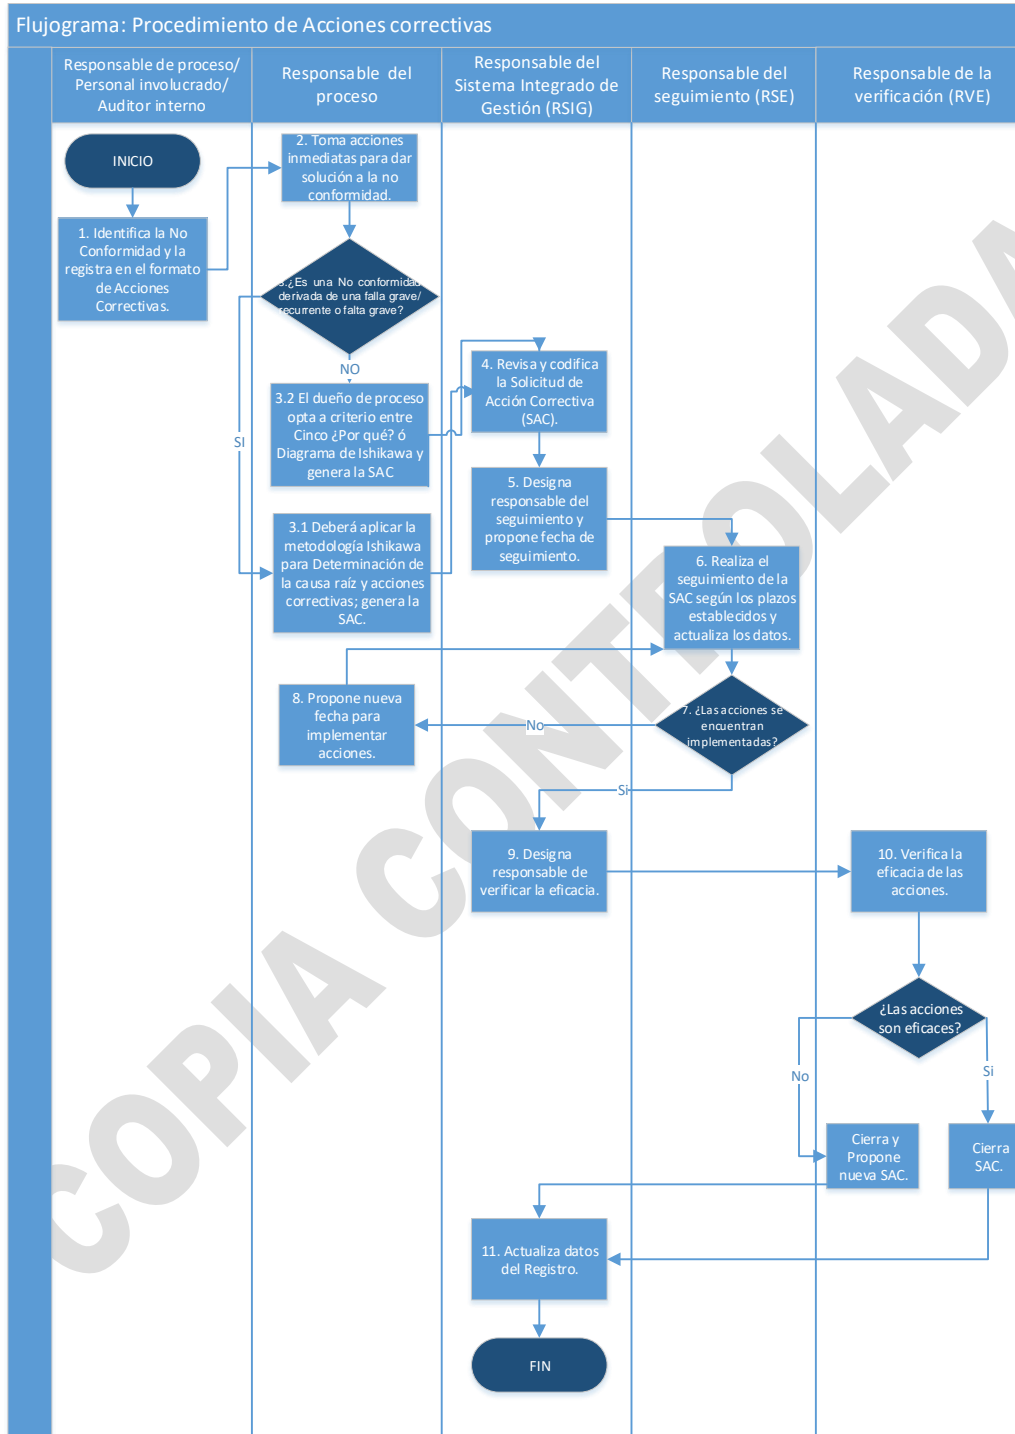 Flujograma: Procedimiento de Acciones correctivas
Responsable de proceso/
Personal involucrado/
Auditor interno
Responsable del
proceso
Responsable del
Sistema Integrado de
Gestión (RSIG)
Responsable del
seguimiento (RSE)
Responsable de la
verificación (RVE)
INICIO
1. Identifica la No
Conformidad y la
registra en el formato
de Acciones
Correctivas.
2. Toma acciones
inmediatas para dar
solución a la no
conformidad.
3.¿Es una No conformidad
derivada de una falla grave/
recurrente o falta grave?
NO
SI
3.2 El dueño de proceso
opta a criterio entre
Cinco ¿Por qué? ó
Diagrama de Ishikawa y
genera la SAC
3.1 Deberá aplicar la
metodología Ishikawa
para Determinación de
la causa raíz y acciones
correctivas; genera la
SAC.
4. Revisa y codifica
la Solicitud de
Acción Correctiva
(SAC).
5. Designa
responsable del
seguimiento y
propone fecha de
seguimiento.
6. Realiza el
seguimiento de la
SAC según los plazos
establecidos y
actualiza los datos.
7. ¿Las acciones se
encuentran
implementadas?
No
8. Propone nueva
fecha para
implementar
acciones.
Si
9. Designa
responsable de
verificar la eficacia.
10. Verifica la
eficacia de las
acciones.
¿Las acciones
son eficaces?
No
Si
Cierra y
Propone
nueva SAC.
Cierra
SAC.
11. Actualiza datos
del Registro.
FIN
COPIA CONTROLADA